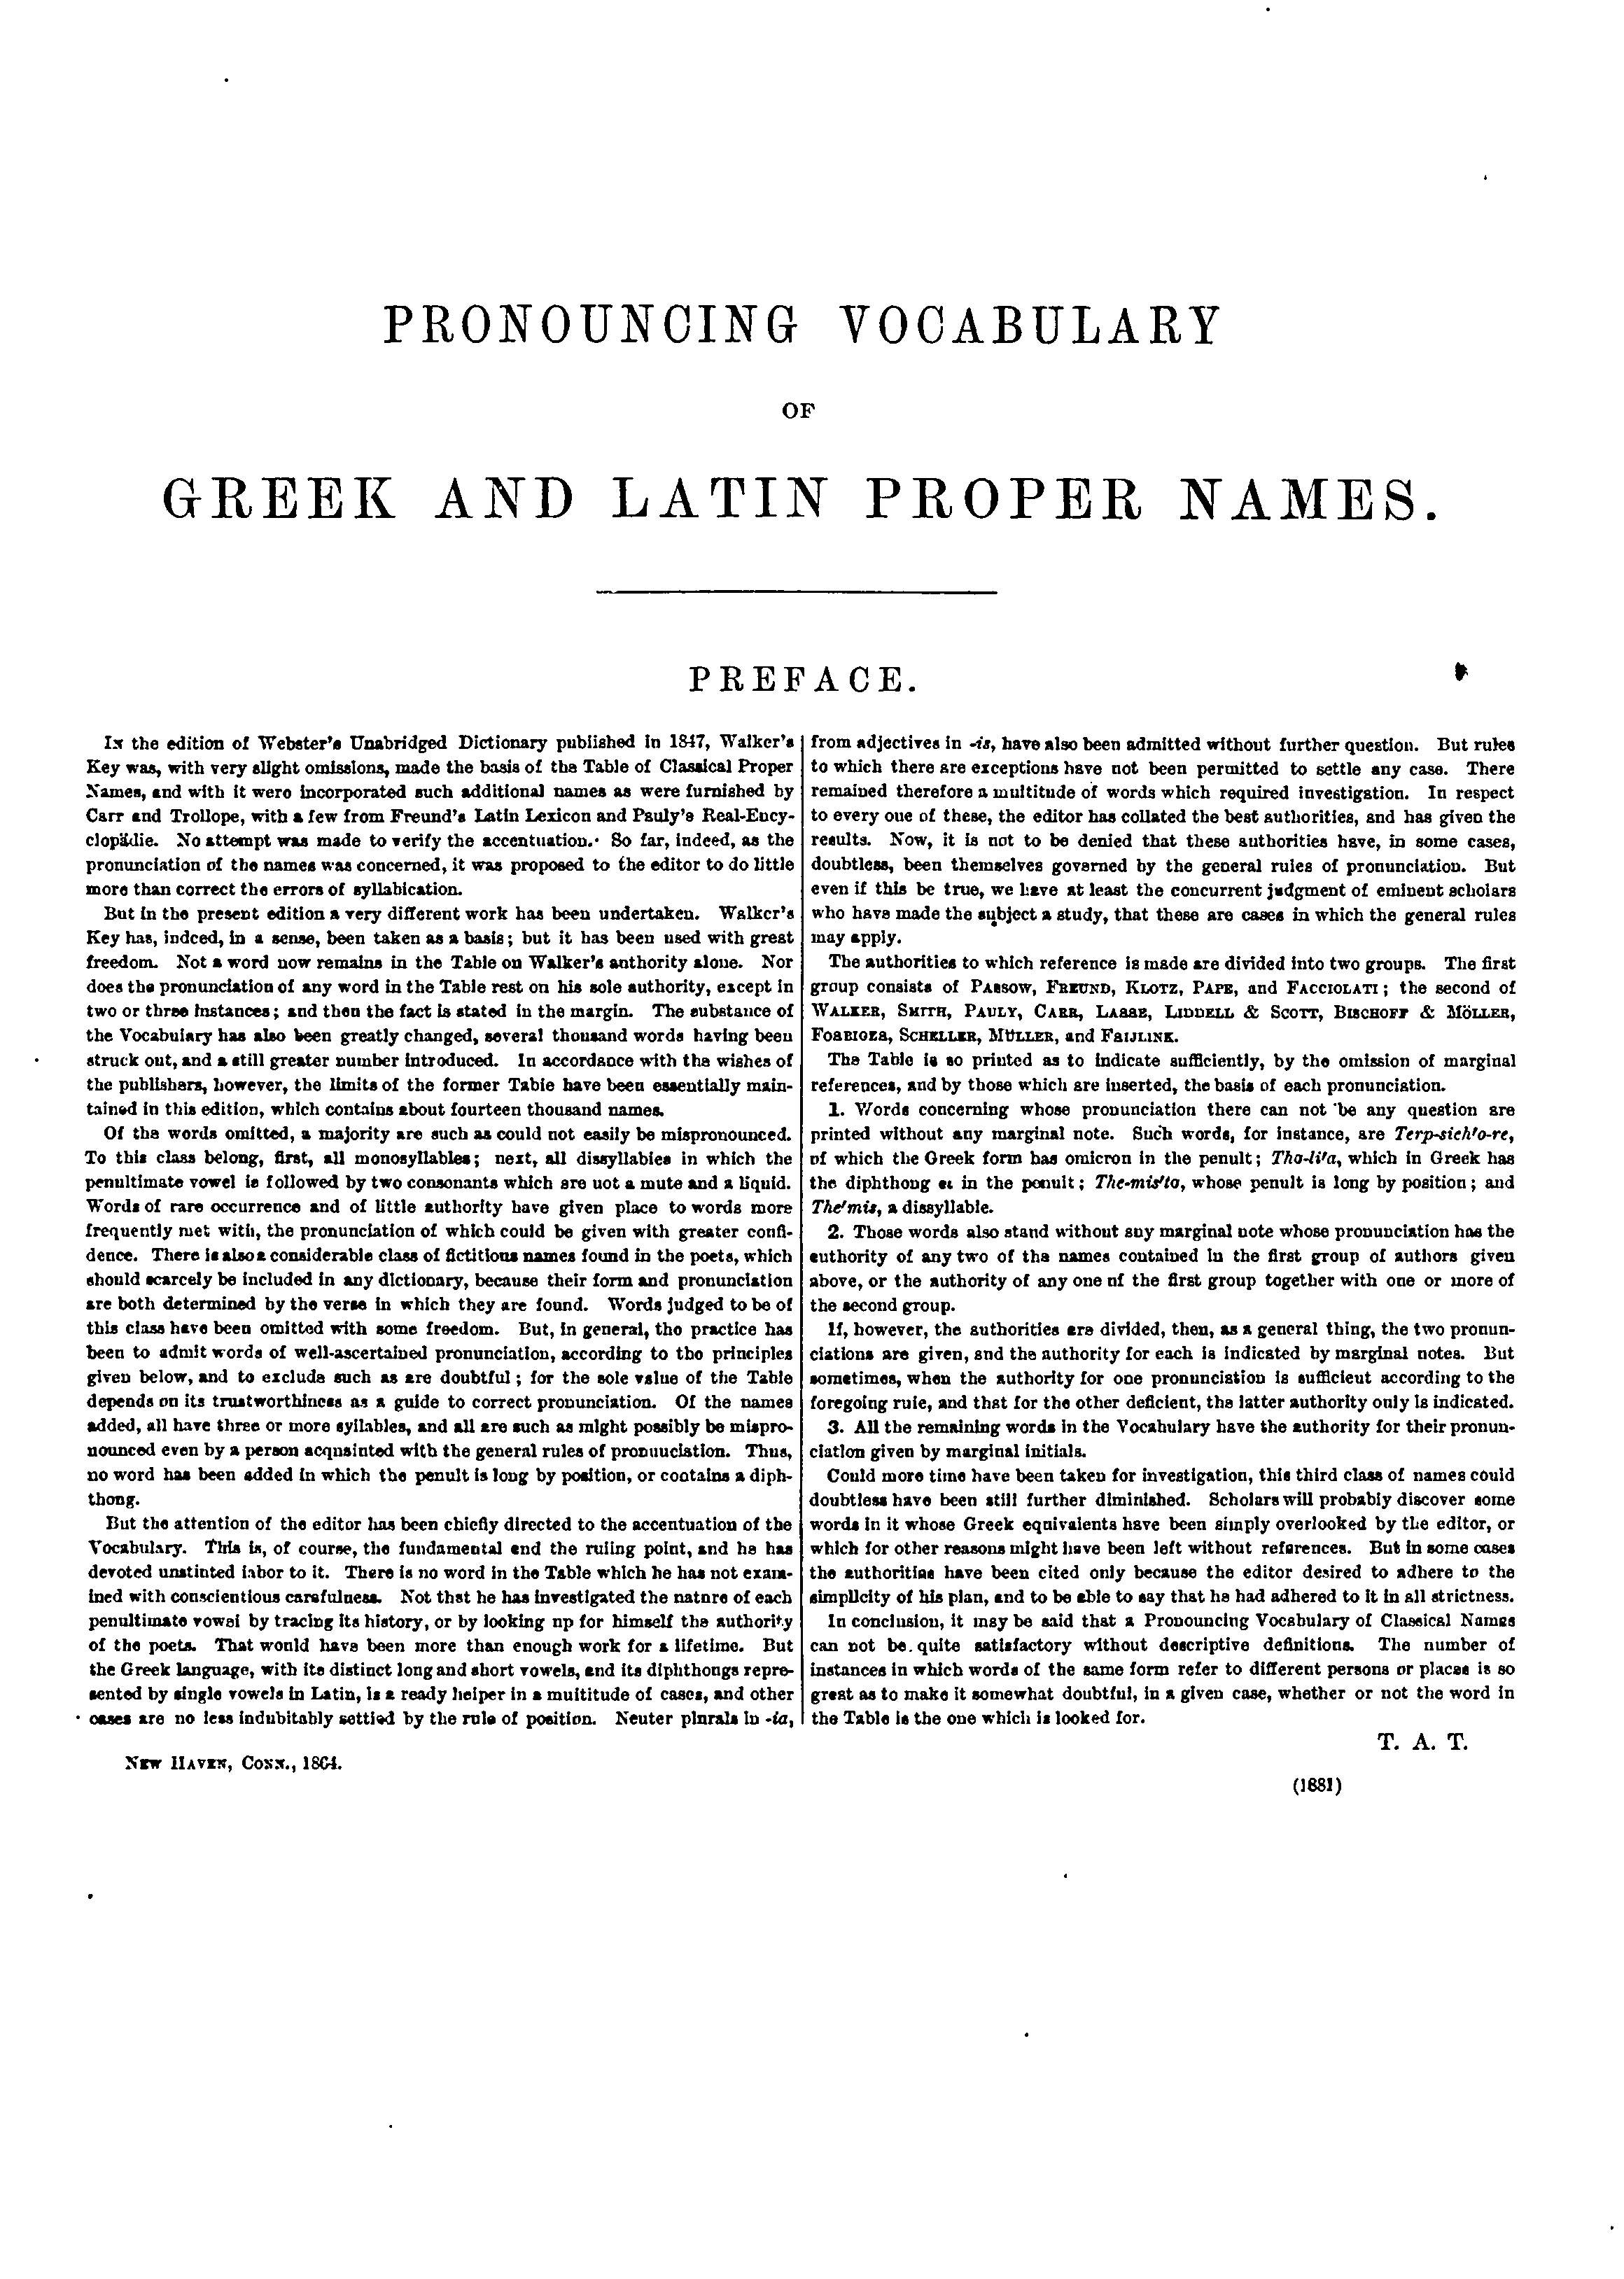 PRONOUNCING VOCABULARY
OF
GREEK AND LATIN PROPER NAMES.
PREFACE.
In the edition of Webster's Unabridged Dictionary published in 1847, Walker's
Key was, with very slight omissions, made the basis of the Table of Classical Proper
Names, and with it were incorporated such additional names as were furnished by
Carr and Trollope, with a few from Freund's Latin Lexicon and Pauly's Real-Ency-
clopädie. No attempt was made to verify the accentuation. So far, indeed, as the
pronunciation of the names was concerned, it was proposed to the editor to do little
more than correct the errors of syllabication.
But in the present edition a very different work has been undertaken. Walker's
Key has, indeed, in a sense, been taken as a basis; but it has been used with great
freedom. Not a word now remains in the Table on Walker's authority alone. Nor
does the pronunciation of any word in the Table rest on his sole authority, except in
two or three instances; and then the fact is stated in the margin. The substance of
the Vocabulary has also been greatly changed, several thousand words having been
struck out, and a still greater number introduced. In accordance with the wishes of
the publishers, however, the limits of the former Table have been essentially main-
tained in this edition, which contains about fourteen thousand names.
Of the words omitted, a majority are such as could not easily be mispronounced.
To this class belong, first, all monosyllables; next, all dissyllables in which the
penultimate vowel is followed by two consonants which are not a mute and a liquid.
Words of rare occurrence and of little authority have given place to words more
frequently met with, the pronunciation of which could be given with greater confi-
dence. There is also a considerable class of fictitious names found in the poets, which
should scarcely be included in any dictionary, because their form and pronunciation
are both determined by the verse in which they are found. Words judged to be of
this class have been omitted with some freedom. But, in general, the practice has
been to admit words of well-ascertained pronunciation, according to the principles
given below, and to exclude such as are doubtful; for the sole value of the Table
depends on its trustworthiness as a guide to correct pronunciation. Of the names
added, all have three or more syllables, and all are such as might possibly be mispro-
nounced even by a person acquainted with the general rules of pronunciation. Thus,
no word has been added in which the penult is long by position, or contains a diph-
thong.
But the attention of the editor has been chiefly directed to the accentuation of the
Vocabulary. This is, of course, the fundamental and the ruling point, and he has
devoted unstinted labor to it. There is no word in the Table which he has not exam-
ined with conscientious carefulness. Not that he has investigated the nature of each
penultimate vowel by tracing its history, or by looking up for himself the authority
of the poets. That would have been more than enough work for a lifetime. But
the Greek language, with its distinct long and short vowels, and its diphthongs repre-
sented by single vowels in Latin, is a ready helper in a multitude of cases, and other
cases are no less indubitably settled by the rule of position. Neuter plurals in -ia,
from adjectives in -is, have also been admitted without further question. But rules
to which there are exceptions have not been permitted to settle any case. There
remained therefore a multitude of words which required investigation. In respect
to every one of these, the editor has collated the best authorities, and has given the
results. Now, it is not to be denied that these authorities have, in some cases,
doubtless, been themselves governed by the general rules of pronunciation. But
even if this be true, we have at least the concurrent judgment of eminent scholars
who have made the subject a study, that these are cases in which the general rules
may apply.
The authorities to which reference is made are divided into two groups. The first
group consists of PASSOW, FREUND, KLOTZ, PAPE, and FACCIOLATI; the second of
WALKER, SMITH, PAULY, CARR, LABBE, LIDDELL & SCOTT, BISCHOFF & MÖLLER,
FORBIGER, SCHELLER, MÜLLER, and FRIJLINK.
The Table is so printed as to indicate sufficiently, by the omission of marginal
references, and by those which are inserted, the basis of each pronunciation.
1. Words concerning whose pronunciation there can not be any question are
printed without any marginal note. Such words, for instance, are Terp-sich'o-re,
of which the Greek form has omicron in the penult; Tha-li'a, which in Greek has
the diphthong ει in the penult; The-mis'to, whose penult is long by position; and
The'mis, a dissyllable.
2. Those words also stand without any marginal note whose pronunciation has the
authority of any two of the names contained in the first group of authors given
above, or the authority of any one of the first group together with one or more of
the second group.
If, however, the authorities are divided, then, as a general thing, the two pronun-
ciations are given, and the authority for each is indicated by marginal notes. But
sometimes, when the authority for one pronunciation is sufficient according to the
foregoing rule, and that for the other deficient, the latter authority only is indicated.
3. All the remaining words in the Vocabulary have the authority for their pronun-
ciation given by marginal initials.
Could more time have been taken for investigation, this third class of names could
doubtless have been still further diminished. Scholars will probably discover some
words in it whose Greek equivalents have been simply overlooked by the editor, or
which for other reasons might have been left without references. But in some cases
the authorities have been cited only because the editor desired to adhere to the
simplicity of his plan, and to be able to say that he had adhered to it in all strictness.
In conclusion, it may be said that a Pronouncing Vocabulary of Classical Names
can not be quite satisfactory without descriptive definitions. The number of
instances in which words of the same form refer to different persons or places is so
great as to make it somewhat doubtful, in a given case, whether or not the word in
the Table is the one which is looked for.
T. A. T.
NEW HAVEN, CONN., 1864.
(1881)